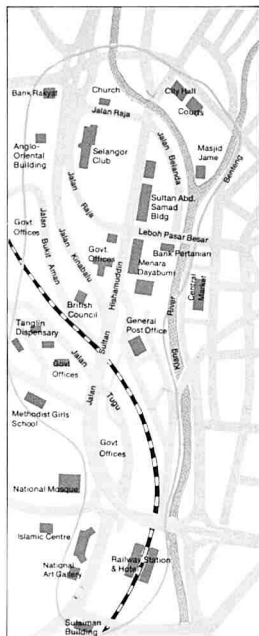 Bank Rakyat
Church
Jalan Raja
City Hall
Courts
Anglo-
Oriental
Building
Selangor
Club
Jalan Belanda
Masjid
Jame
Benteng
Jalan Raja
Sultan Abd.
Samad
Bldg
Leboh Pasar Besar
Govt.
Offices
Jalan Bukit Aman
Jalan Kinabalu
Govt.
Offices
Jalan Sultan Hishamuddin
Menara
Dayabumi
Bank Pertanian
Central
Market
British
Council
General
Post Office
River Klang
Tanglin
Dispensary
Govt
Offices
Jalan Tugu
Methodist Girls
School
Govt
Offices
National Mosque
Islamic Centre
National
Art Gallery
Railway Station
& Hotel
Sulaiman
Building